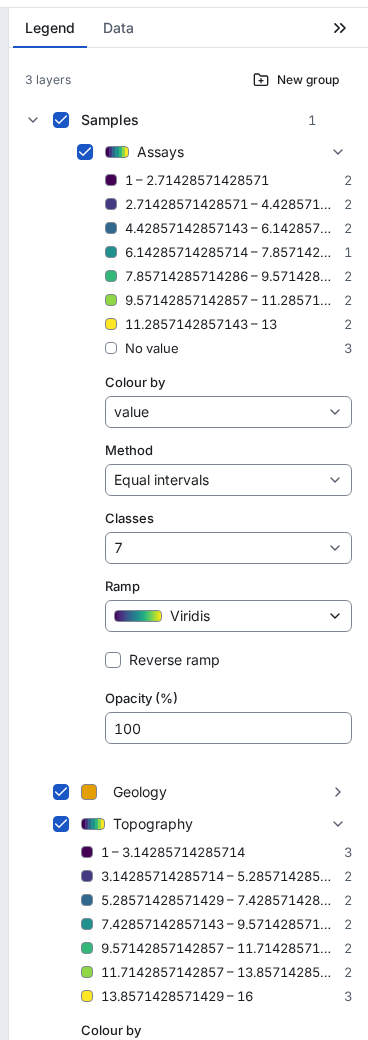 Legend Data
3 layers New group
Samples 1
Assays
1 – 2.71428571428571 2
2.71428571428571 – 4.428571... 2
4.42857142857143 – 6.142857... 2
6.14285714285714 – 7.857142... 1
7.85714285714286 – 9.571428... 2
9.57142857142857 – 11.28571... 2
11.2857142857143 – 13 2
No value 3
Colour by
value
Method
Equal intervals
Classes
7
Ramp
Viridis
Reverse ramp
Opacity (%)
100
Geology
Topography
1 – 3.14285714285714 3
3.14285714285714 – 5.285714285... 2
5.28571428571429 – 7.428571428... 2
7.42857142857143 – 9.571428571... 2
9.57142857142857 – 11.71428571... 2
11.7142857142857 – 13.85714285... 2
13.8571428571429 – 16 3
Colour by